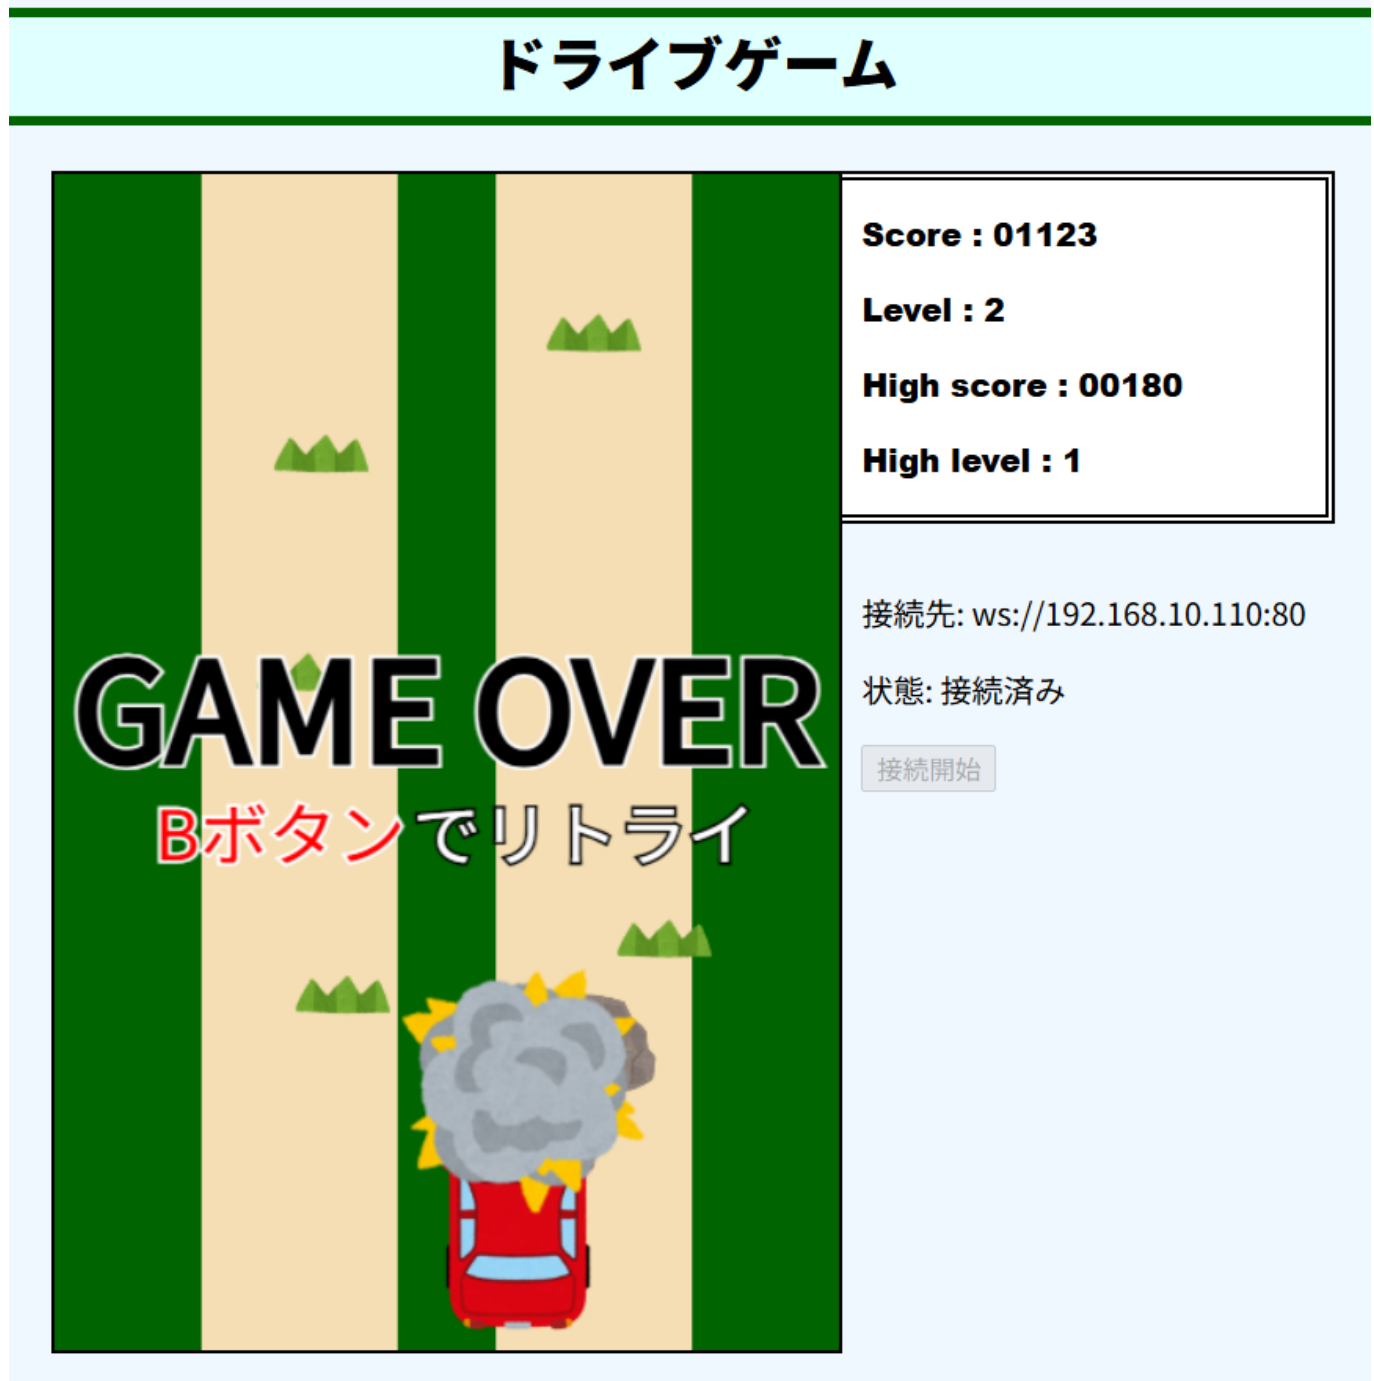 ドライブゲーム
Score : 01123
Level : 2
High score : 00180
High level : 1
接続先: ws://192.168.10.110:80
状態: 接続済み
接続開始
GAME OVER
Bボタンでリトライ